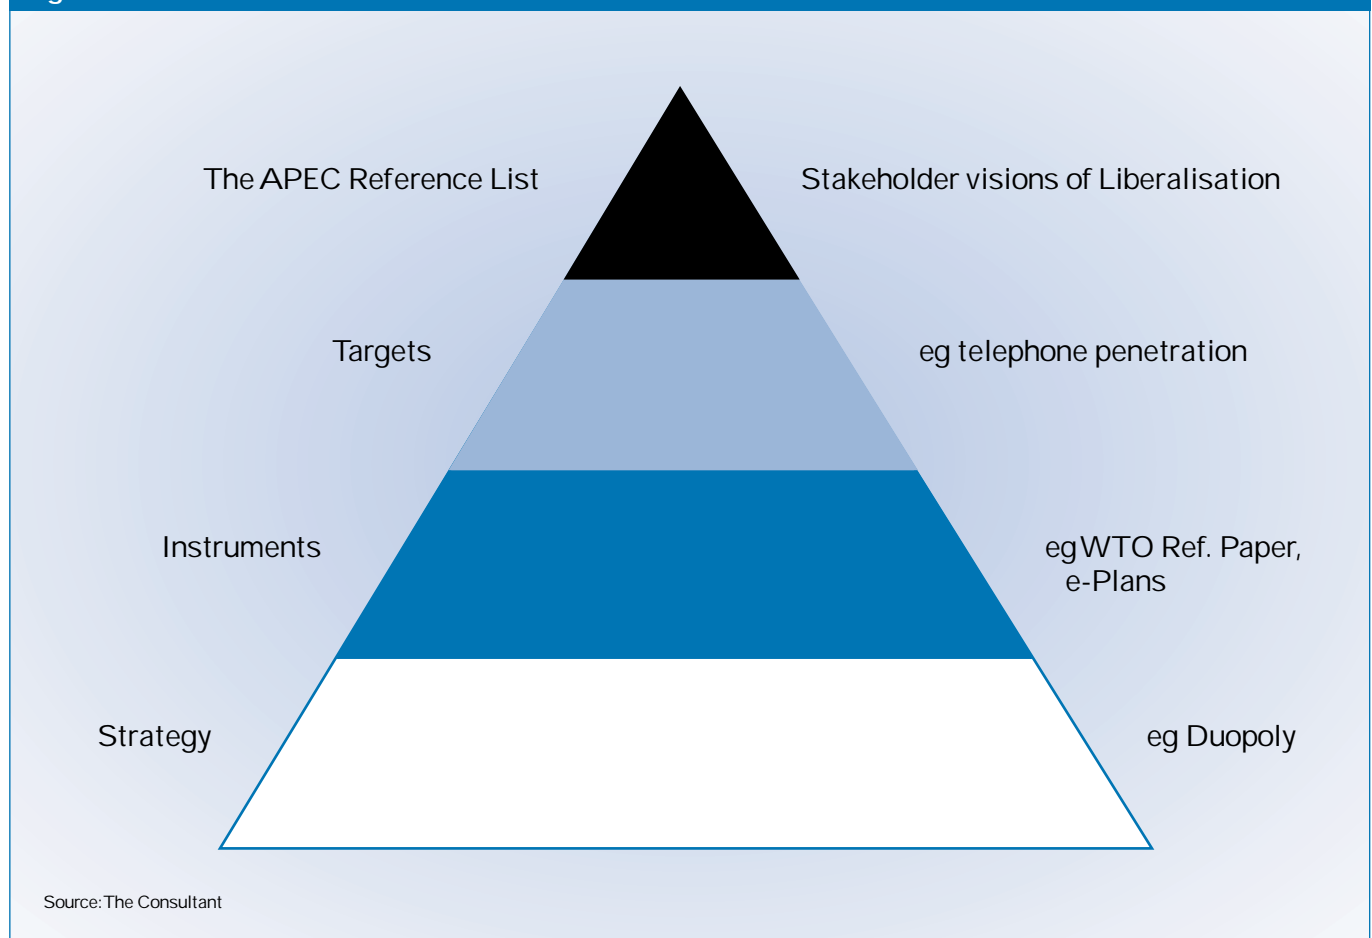 The APEC Reference List
Stakeholder visions of Liberalisation
Targets
eg telephone penetration
Instruments
eg WTO Ref. Paper,
e-Plans
Strategy
eg Duopoly
Source: The Consultant